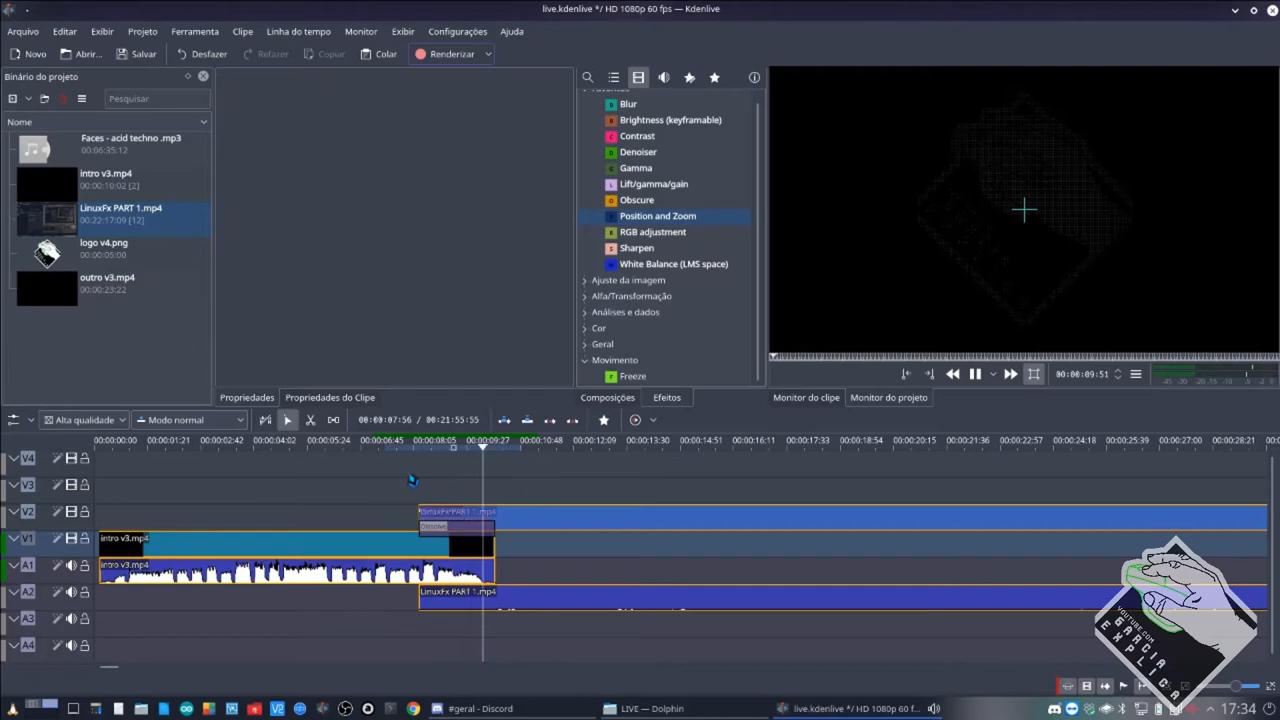 live.kdenlive */ HD 1080p 60 fps — Kdenlive
Arquivo Editar Exibir Projeto Ferramenta Clipe Linha do tempo Monitor Exibir Configurações Ajuda
Novo Abrir... Salvar Desfazer Refazer Copiar Colar Renderizar
Binário do projeto
Pesquisar
Nome
Faces - acid techno .mp3
00:06:35:12
intro v3.mp4
00:00:10:02 [2]
LinuxFx PART 1.mp4
00:22:17:09 [12]
logo v4.png
00:00:05:00
outro v3.mp4
00:00:23:22
Blur
Brightness (keyframable)
Contrast
Denoiser
Gamma
Lift/gamma/gain
Obscure
Position and Zoom
RGB adjustment
Sharpen
White Balance (LMS space)
Ajuste da imagem
Alfa/Transformação
Análises e dados
Cor
Geral
Movimento
Freeze
00:00:09:51
-45 -30 -20 -15 -10 -5 -2 0
Propriedades Propriedades do Clipe Composições Efeitos Monitor do clipe Monitor do projeto
Alta qualidade Modo normal 00:00:07:56 / 00:21:55:55
00:00:00:00 00:00:01:21 00:00:02:42 00:00:04:02 00:00:05:24 00:00:06:45 00:00:08:05 00:00:09:27 00:00:10:48 00:00:12:09 00:00:13:30 00:00:14:51 00:00:16:11 00:00:17:33 00:00:18:54 00:00:20:15 00:00:21:36 00:00:22:57 00:00:24:18 00:00:25:39 00:00:27:00 00:00:28:21
V4
V3
V2 LinuxFx PART 1.mp4
Dissolve
V1 intro v3.mp4
A1 intro v3.mp4
A2 LinuxFx PART 1.mp4
A3
A4
YOUTUBE.COM
GARCIA
EXPLICA
#geral - Discord LIVE — Dolphin live.kdenlive */ HD 1080p 60 f... 17:34